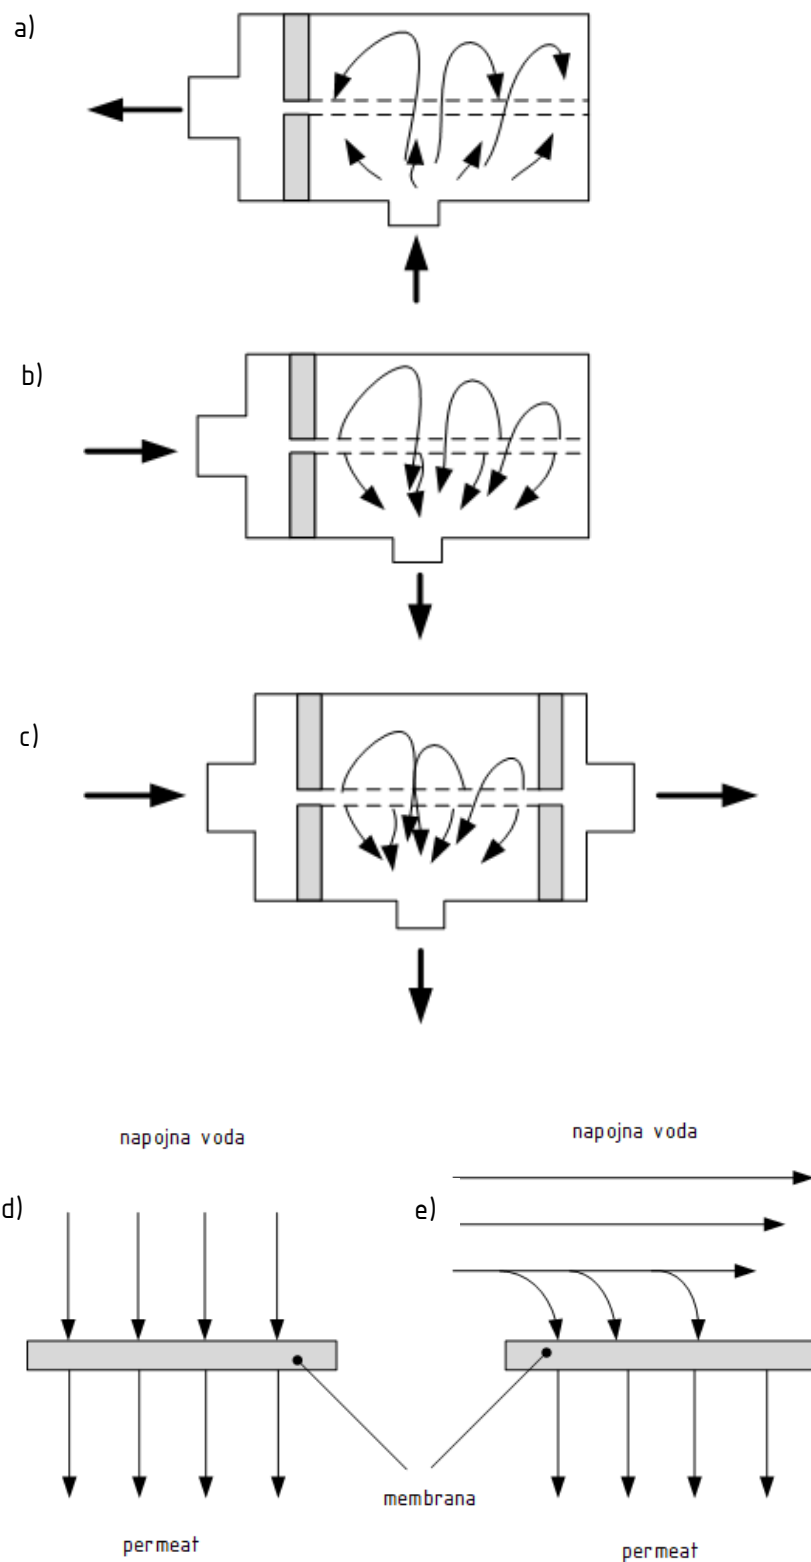 a)
b)
c)
napojna voda
napojna voda
d)
e)
membrana
permeat
permeat